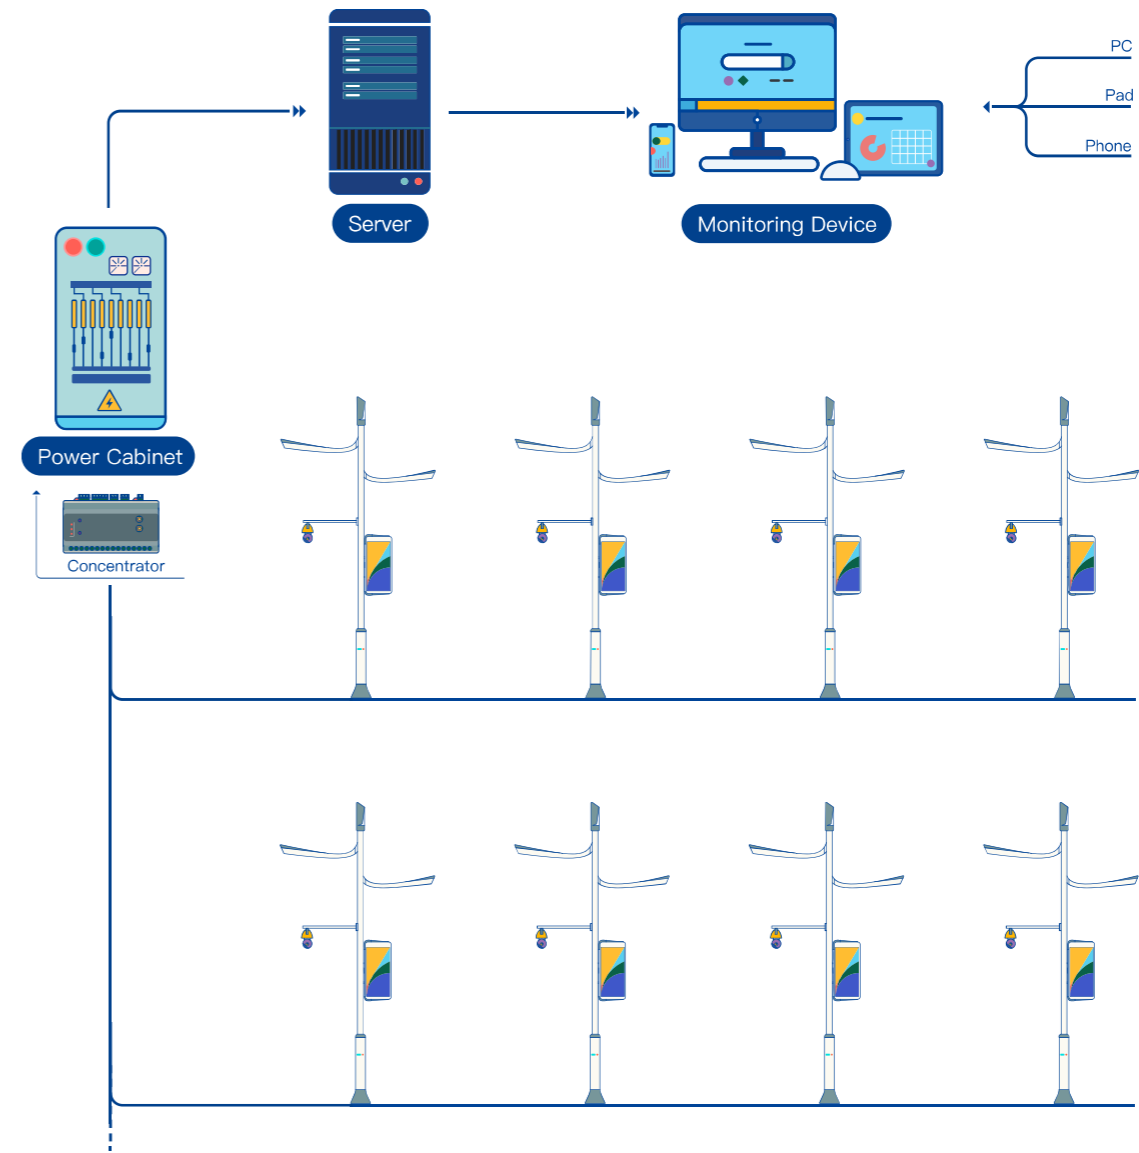 PC
Pad
Phone
Server
Monitoring Device
Power Cabinet
Concentrator